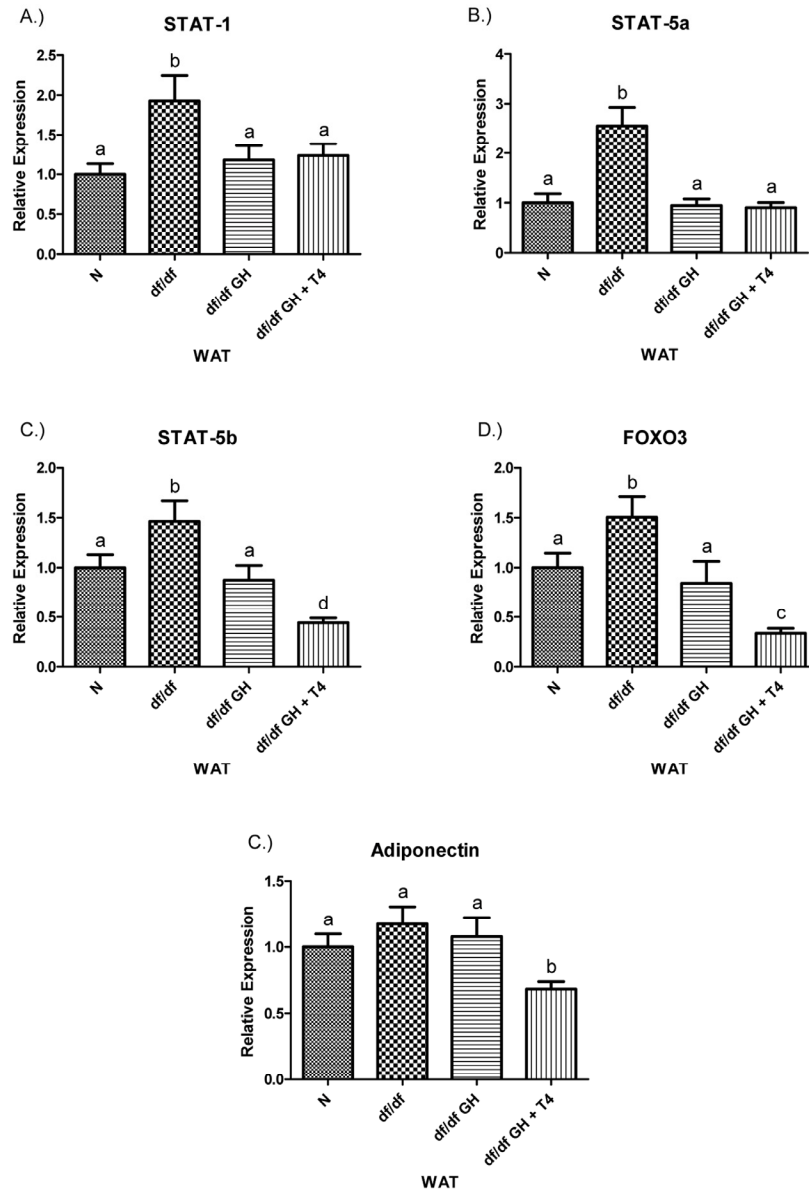 A.)
STAT-1
Relative Expression
2.5
2.0
1.5
1.0
0.5
0.0
a
b
a
a
N
df/df
df/df GH
df/df GH + T4
WAT
B.)
STAT-5a
Relative Expression
4
3
2
1
0
a
b
a
a
N
df/df
df/df GH
df/df GH + T4
WAT
C.)
STAT-5b
Relative Expression
2.0
1.5
1.0
0.5
0.0
a
b
a
d
N
df/df
df/df GH
df/df GH + T4
WAT
D.)
FOXO3
Relative Expression
2.0
1.5
1.0
0.5
0.0
a
b
a
c
N
df/df
df/df GH
df/df GH + T4
WAT
C.)
Adiponectin
Relative Expression
1.5
1.0
0.5
0.0
a
a
a
b
N
df/df
df/df GH
df/df GH + T4
WAT